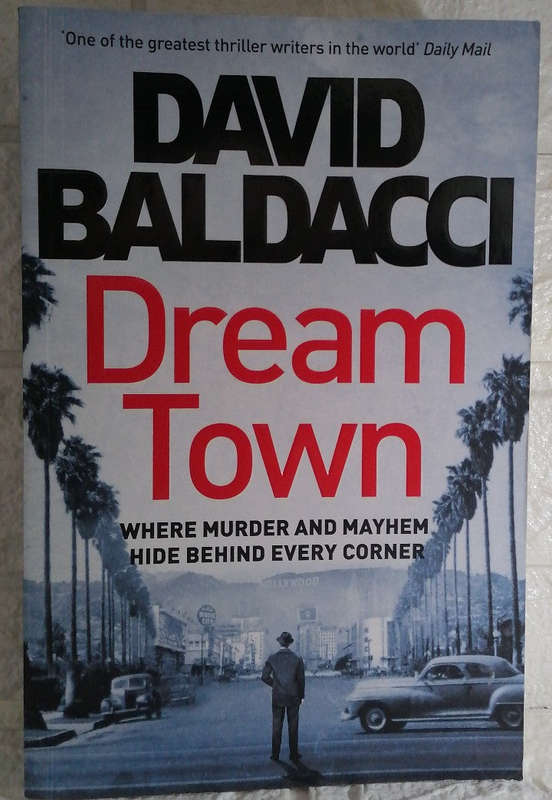 'One of the greatest thriller writers in the world' Daily Mail
DAVID
BALDACCI
Dream
Town
WHERE MURDER AND MAYHEM
HIDE BEHIND EVERY CORNER
HOLLYWOOD